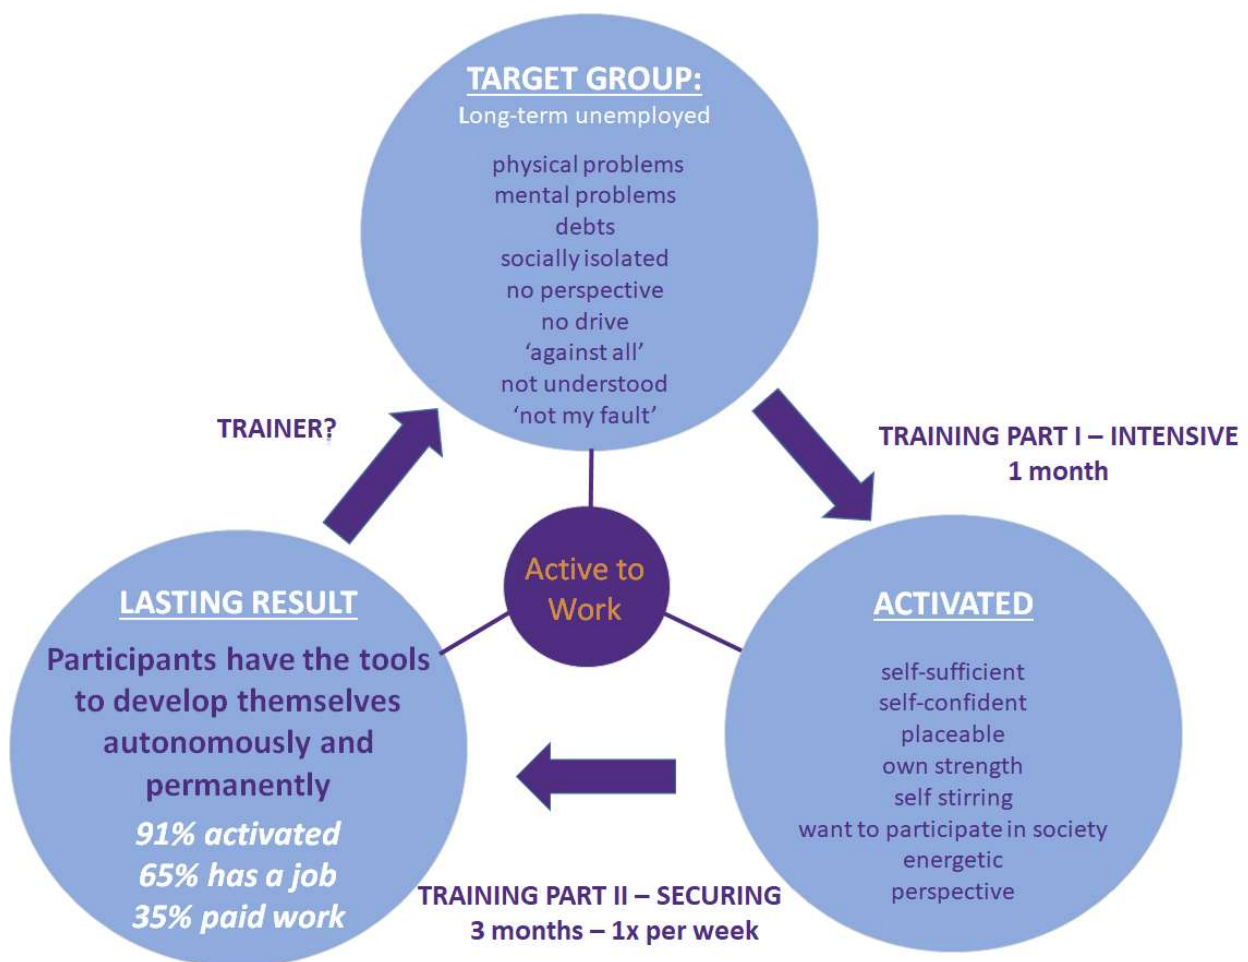 TARGET GROUP:
Long-term unemployed
physical problems
mental problems
debts
socially isolated
no perspective
no drive
‘against all’
not understood
‘not my fault’
TRAINER?
TRAINING PART I – INTENSIVE
1 month
Active to
Work
LASTING RESULT
Participants have the tools
to develop themselves
autonomously and
permanently
91% activated
65% has a job
35% paid work
ACTIVATED
self-sufficient
self-confident
placeable
own strength
self stirring
want to participate in society
energetic
perspective
TRAINING PART II – SECURING
3 months – 1x per week